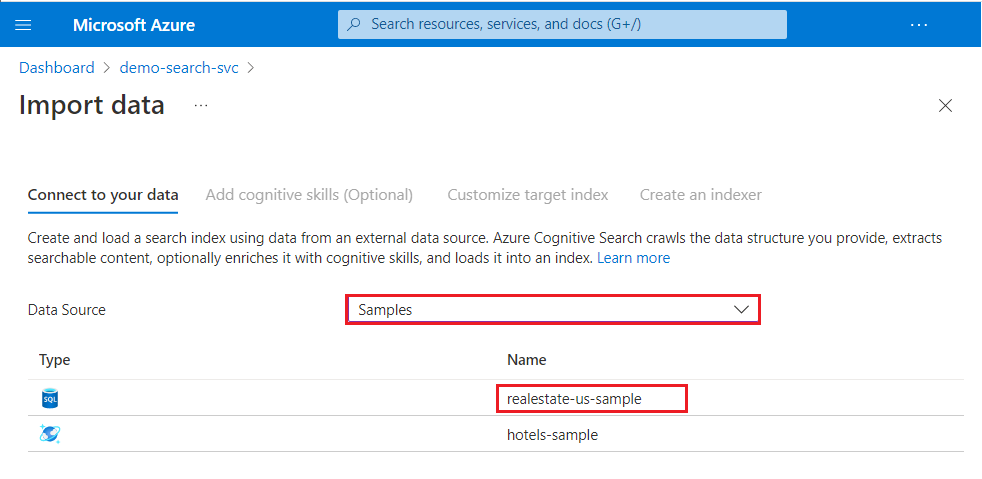 Microsoft Azure
Search resources, services, and docs (G+/)
Dashboard > demo-search-svc >
Import data
Connect to your data
Add cognitive skills (Optional)
Customize target index
Create an indexer
Create and load a search index using data from an external data source. Azure Cognitive Search crawls the data structure you provide, extracts
searchable content, optionally enriches it with cognitive skills, and loads it into an index. Learn more
Data Source
Samples
Type
Name
SQL
realestate-us-sample
hotels-sample